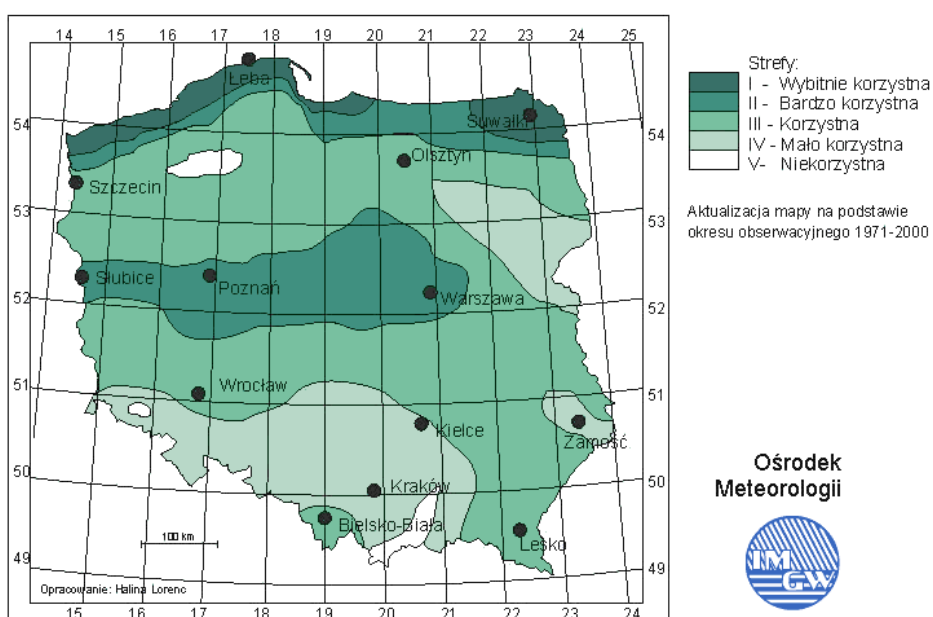 14 15 16 17 18 19 20 21 22 23 24 25
Łeba
54
Suwałki
54
Olsztyn
Szczecin
53
53
Słubice
Poznań
Warszawa
52
52
51
Wrocław
51
Kielce
Zamość
50
Kraków
50
Bielsko-Biała
Lesko
100 km
49
49
Opracowanie: Halina Lorenc
15 16 17 18 19 20 21 22 23 24
Strefy:
I - Wybitnie korzystna
II - Bardzo korzystna
III - Korzystna
IV - Mało korzystna
V- Niekorzystna
Aktualizacja mapy na podstawie
okresu obserwacyjnego 1971-2000
Ośrodek
Meteorologii
IM
GW